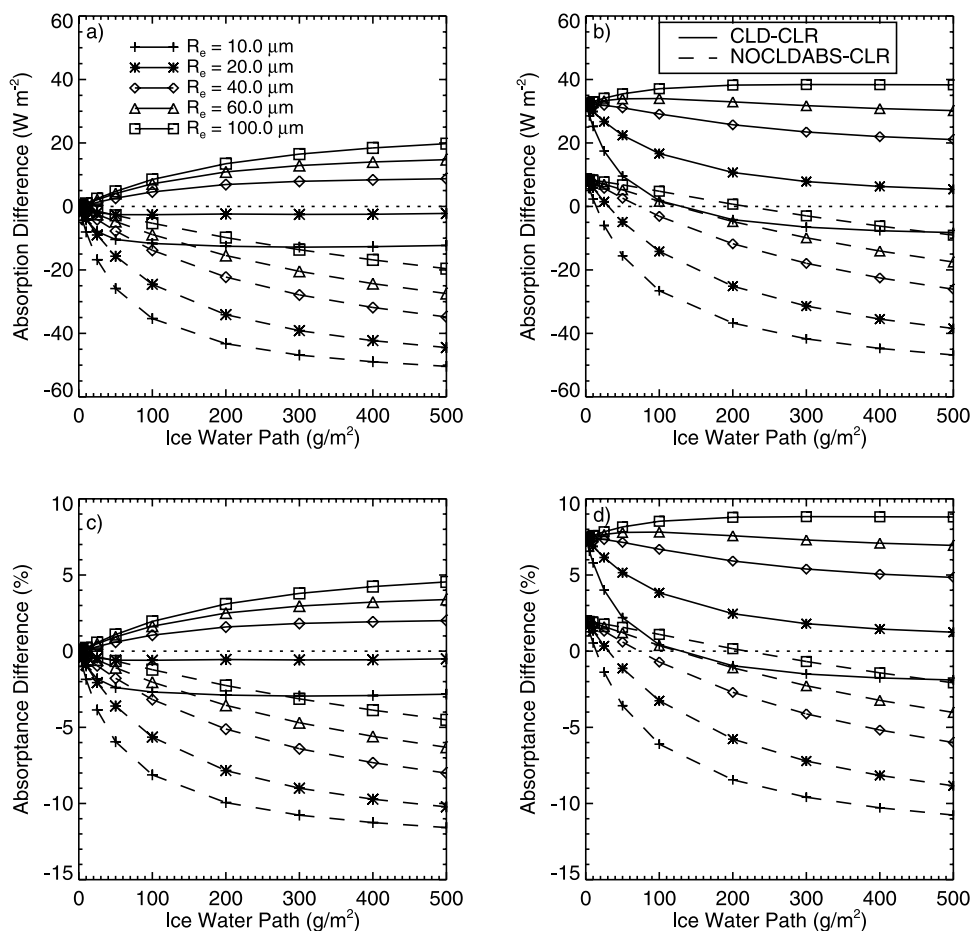 a)
R_e = 10.0 μm
R_e = 20.0 μm
R_e = 40.0 μm
R_e = 60.0 μm
R_e = 100.0 μm
60
40
20
0
-20
-40
-60
Absorption Difference (W m⁻²)
0 100 200 300 400 500
Ice Water Path (g/m²)
b)
CLD-CLR
NOCLDABS-CLR
60
40
20
0
-20
-40
-60
Absorption Difference (W m⁻²)
0 100 200 300 400 500
Ice Water Path (g/m²)
c)
10
5
0
-5
-10
-15
Absorptance Difference (%)
0 100 200 300 400 500
Ice Water Path (g/m²)
d)
10
5
0
-5
-10
-15
Absorptance Difference (%)
0 100 200 300 400 500
Ice Water Path (g/m²)